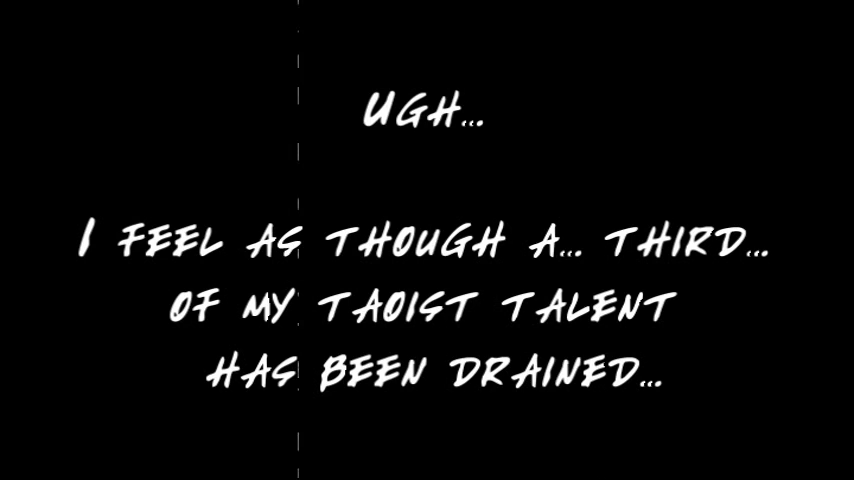 UGH...
I FEEL AS THOUGH A... THIRD...
OF MY TAOIST TALENT
HAS BEEN DRAINED...